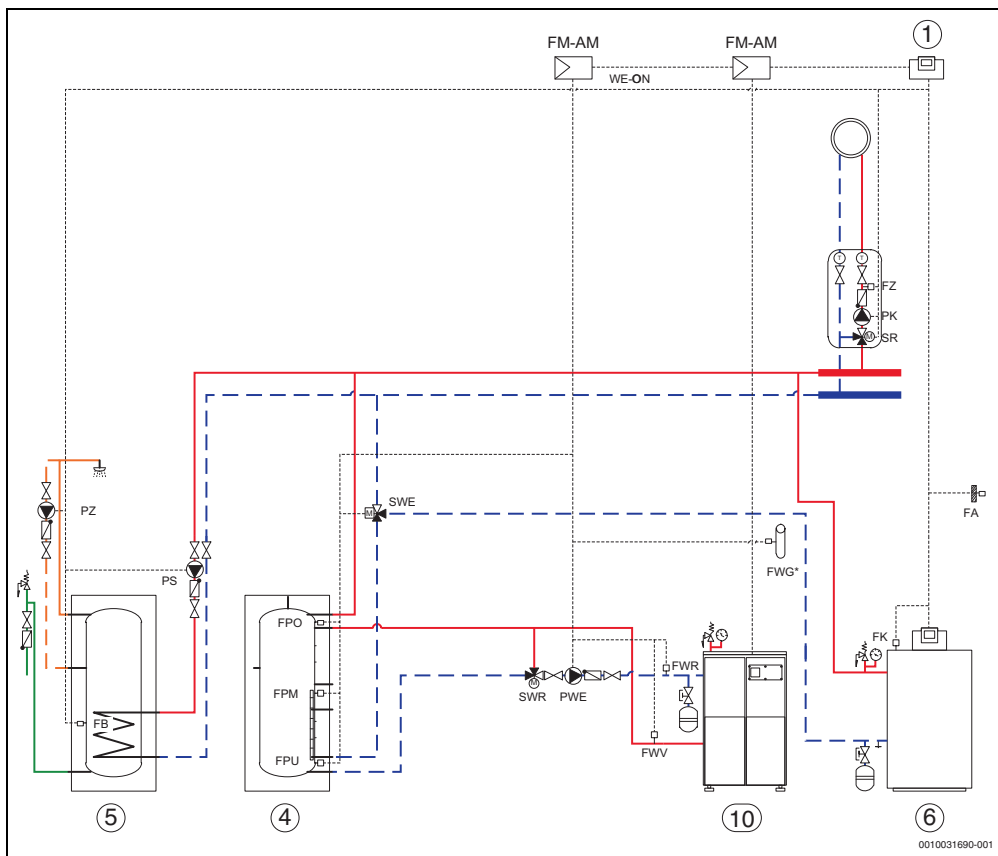 FM-AM
FM-AM
1
WE-ON
T
T
FZ
PK
M
SR
PZ
SWE
M
FA
FWG*
PS
FPO
FK
FWR
FPM
SWR
PWE
M
FB
FWV
FPU
5
4
10
6
0010031690-001